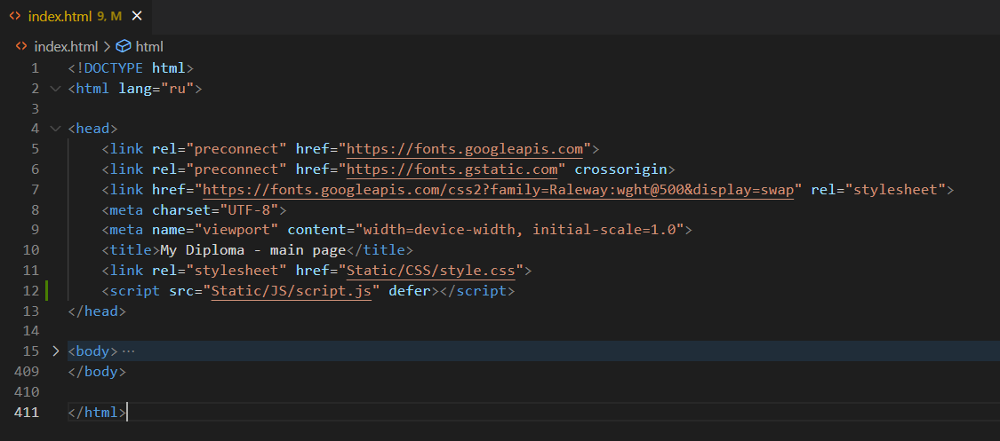 index.html 9, M
index.html > html
1 <!DOCTYPE html>
2 <html lang="ru">
3
4 <head>
5 <link rel="preconnect" href="https://fonts.googleapis.com">
6 <link rel="preconnect" href="https://fonts.gstatic.com" crossorigin>
7 <link href="https://fonts.googleapis.com/css2?family=Raleway:wght@500&display=swap" rel="stylesheet">
8 <meta charset="UTF-8">
9 <meta name="viewport" content="width=device-width, initial-scale=1.0">
10 <title>My Diploma - main page</title>
11 <link rel="stylesheet" href="Static/CSS/style.css">
12 <script src="Static/JS/script.js" defer></script>
13 </head>
14
15 <body> ...
409 </body>
410
411 </html>